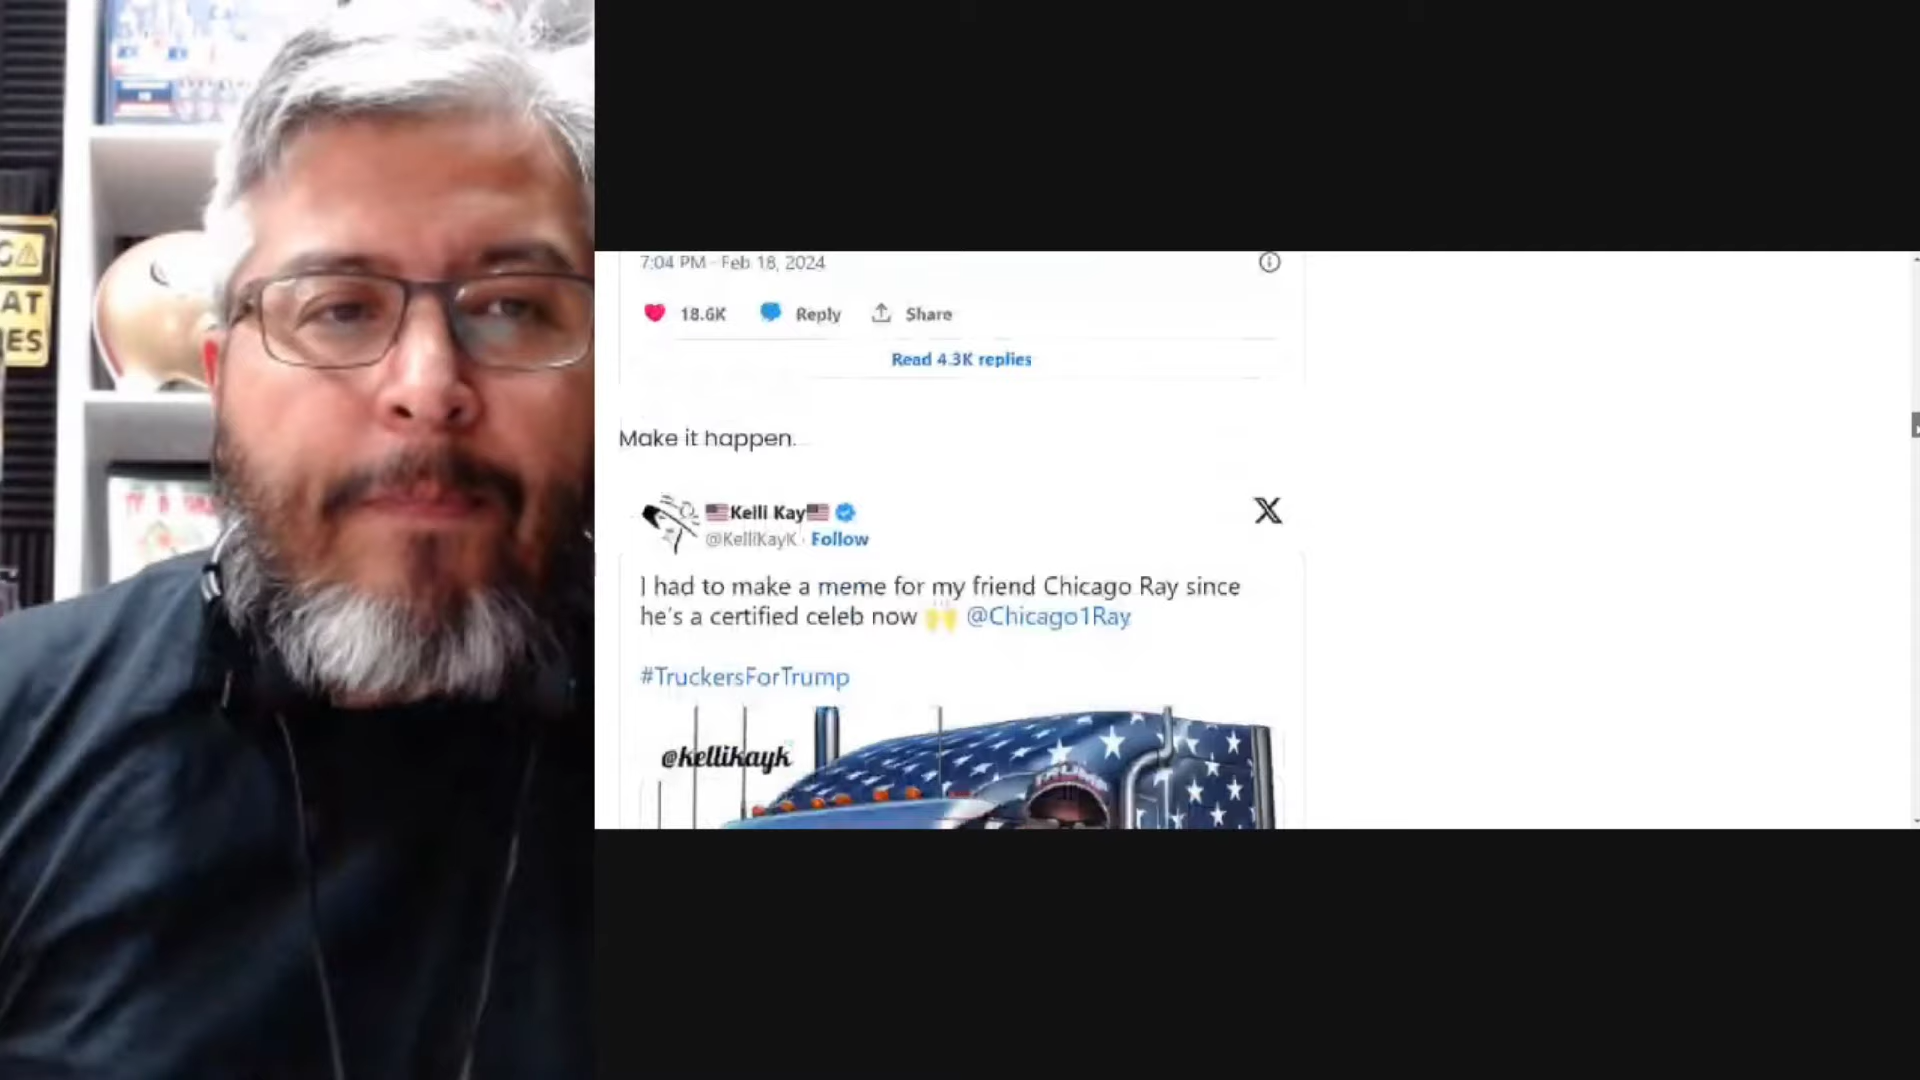 AT
ES
7:04 PM · Feb 18, 2024
18.6K Reply Share
Read 4.3K replies
Make it happen.
Kelli Kay
@KelliKayK · Follow
I had to make a meme for my friend Chicago Ray since
he's a certified celeb now 🙌 @Chicago1Ray
#TruckersForTrump
@kellikayk